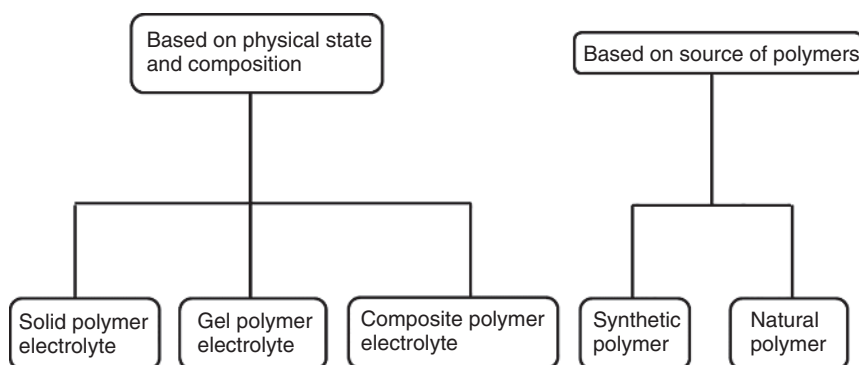 Based on physical state
and composition
Based on source of polymers
Solid polymer
electrolyte
Gel polymer
electrolyte
Composite polymer
electrolyte
Synthetic
polymer
Natural
polymer